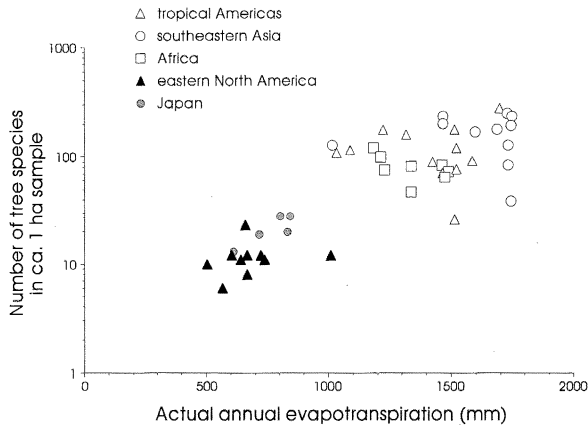 tropical Americas
southeastern Asia
Africa
eastern North America
Japan
1000
100
10
1
Number of tree species
in ca. 1 ha sample
0
500
1000
1500
2000
Actual annual evapotranspiration (mm)